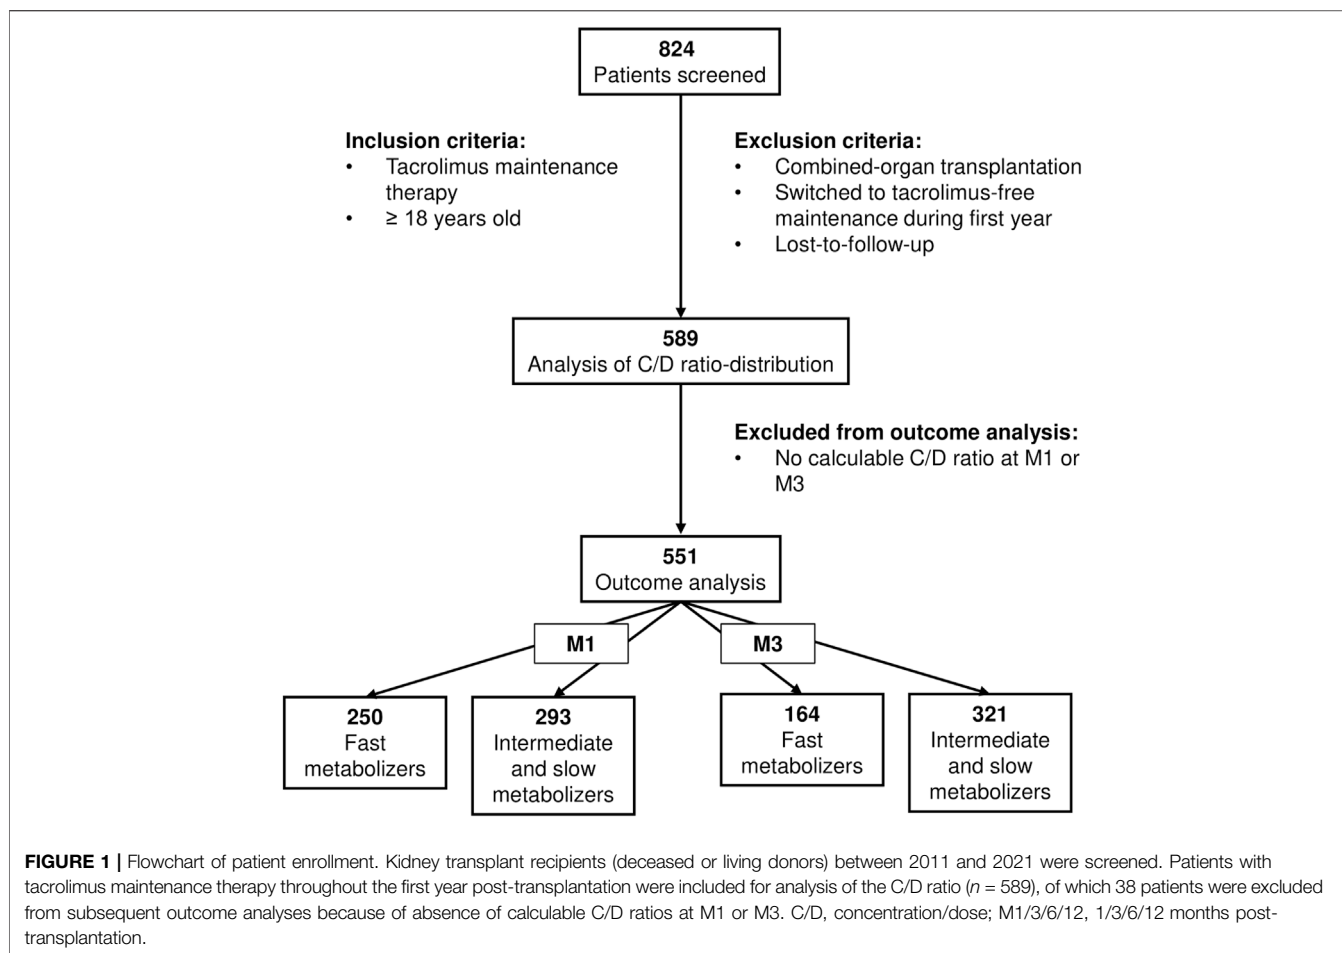 824
Patients screened
Inclusion criteria:
• Tacrolimus maintenance
therapy
• ≥ 18 years old
Exclusion criteria:
• Combined-organ transplantation
• Switched to tacrolimus-free
maintenance during first year
• Lost-to-follow-up
589
Analysis of C/D ratio-distribution
Excluded from outcome analysis:
• No calculable C/D ratio at M1 or
M3
551
Outcome analysis
M1
M3
250
Fast
metabolizers
293
Intermediate
and slow
metabolizers
164
Fast
metabolizers
321
Intermediate
and slow
metabolizers
FIGURE 1 | Flowchart of patient enrollment. Kidney transplant recipients (deceased or living donors) between 2011 and 2021 were screened. Patients with
tacrolimus maintenance therapy throughout the first year post-transplantation were included for analysis of the C/D ratio (n = 589), of which 38 patients were excluded
from subsequent outcome analyses because of absence of calculable C/D ratios at M1 or M3. C/D, concentration/dose; M1/3/6/12, 1/3/6/12 months post-
transplantation.